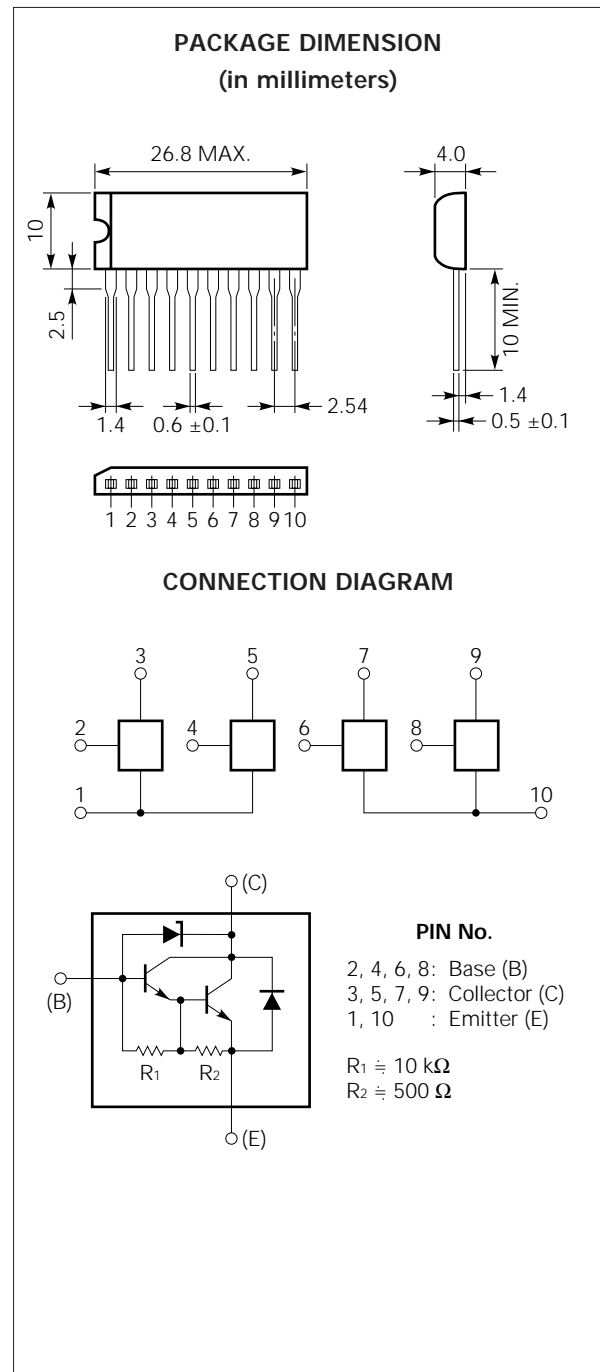 PACKAGE DIMENSION
(in millimeters)
26.8 MAX.
4.0
10
2.5
10 MIN.
2.54
1.4
1.4
0.6 ±0.1
0.5 ±0.1
1 2 3 4 5 6 7 8 9 10
CONNECTION DIAGRAM
3 5 7 9
2 4 6 8
1 10
(C)
(B)
R1 R2
(E)
PIN No.
2, 4, 6, 8: Base (B)
3, 5, 7, 9: Collector (C)
1, 10 : Emitter (E)
R1 ≒ 10 kΩ
R2 ≒ 500 Ω